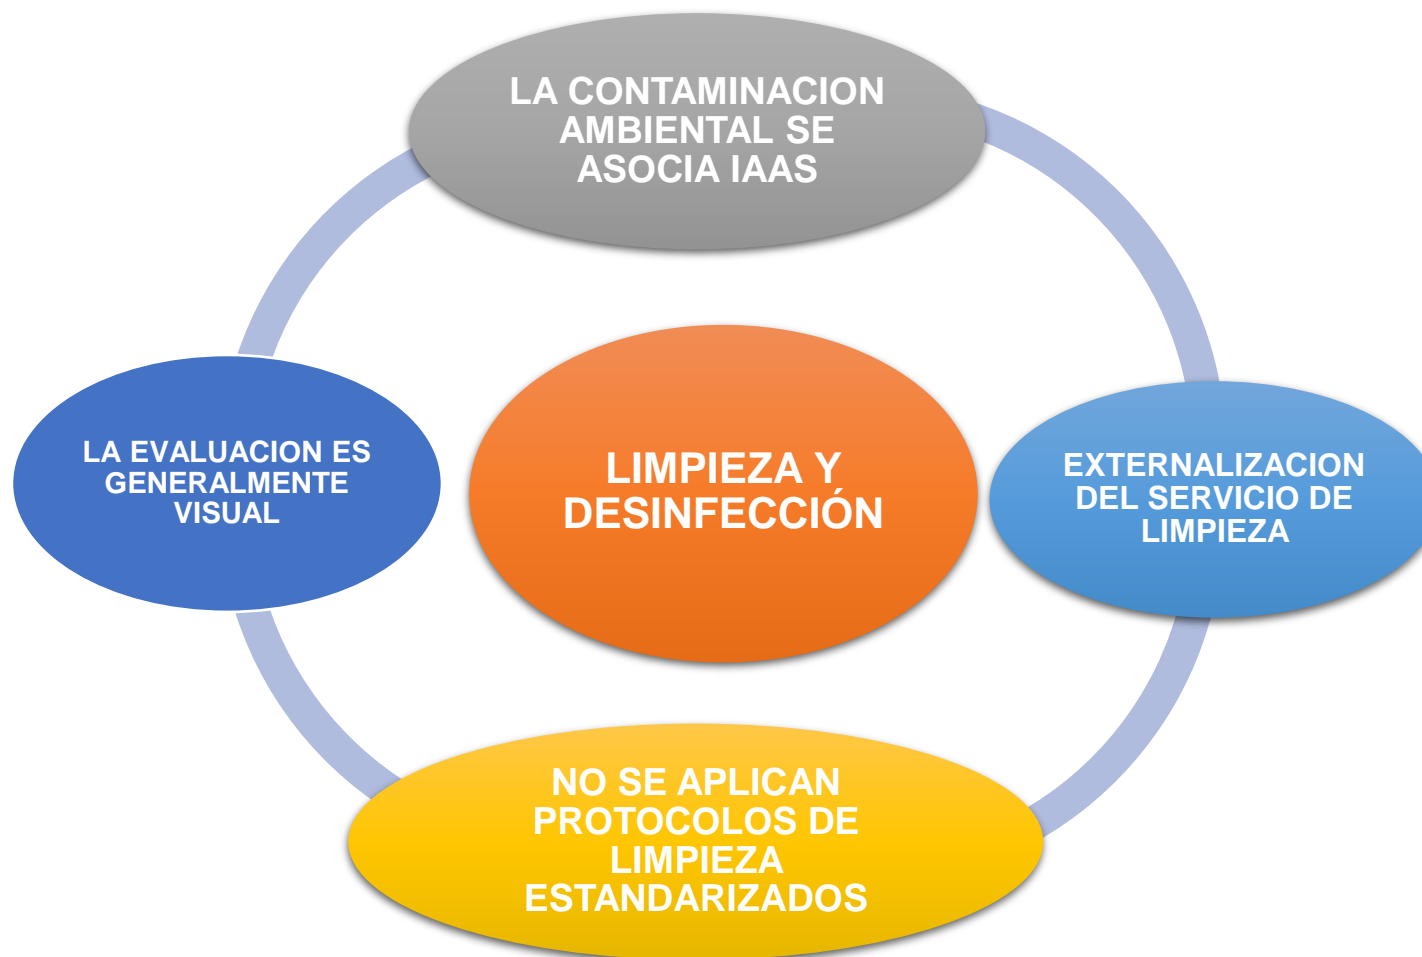 LA CONTAMINACION
AMBIENTAL SE
ASOCIA IAAS
LA EVALUACION ES
GENERALMENTE
VISUAL
LIMPIEZA Y
DESINFECCIÓN
EXTERNALIZACION
DEL SERVICIO DE
LIMPIEZA
NO SE APLICAN
PROTOCOLOS DE
LIMPIEZA
ESTANDARIZADOS